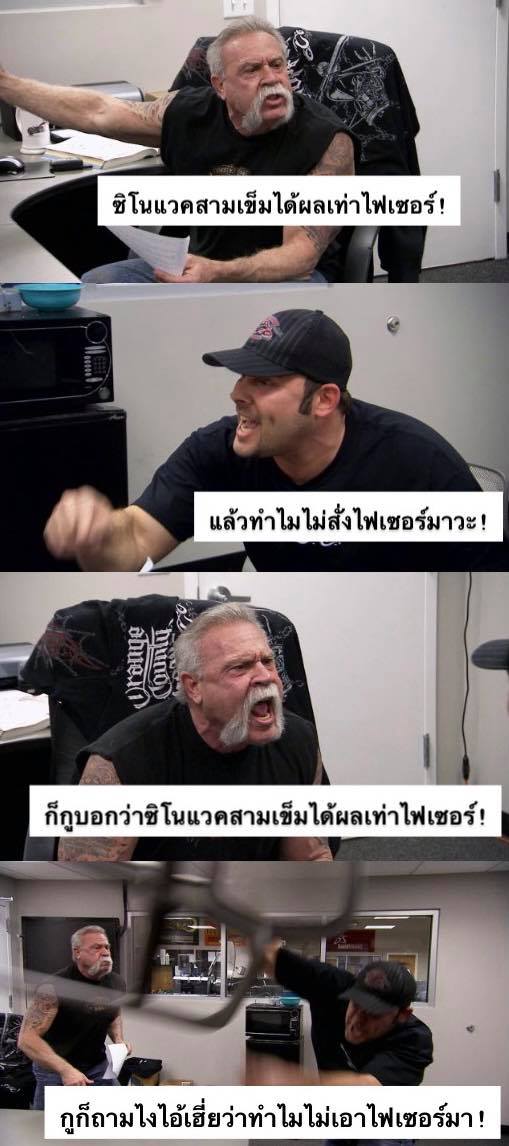 ซิโนแวคสามเข็มได้ผลเท่าไฟเซอร์!
แล้วทำไมไม่สั่งไฟเซอร์มาวะ!
Orange
County
ก็กูบอกว่าซิโนแวคสามเข็มได้ผลเท่าไฟเซอร์!
กูก็ถามไงไอ้เฮี่ยว่าทำไมไม่เอาไฟเซอร์มา!